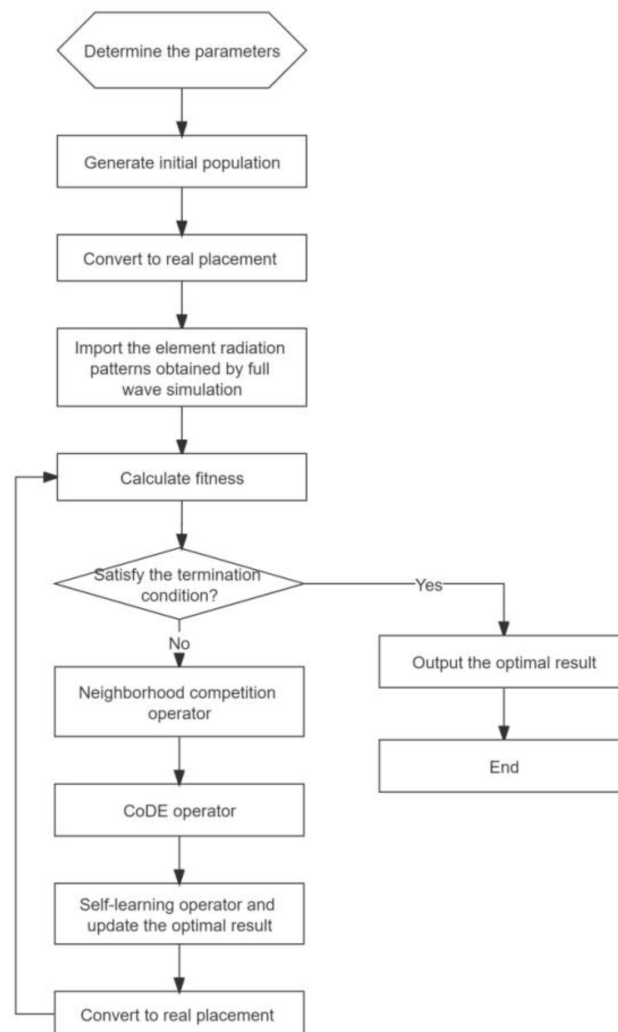 Determine the parameters
Generate initial population
Convert to real placement
Import the element radiation
patterns obtained by full
wave simulation
Calculate fitness
Satisfy the termination
condition?
Yes
No
Output the optimal result
Neighborhood competition
operator
End
CoDE operator
Self-learning operator and
update the optimal result
Convert to real placement